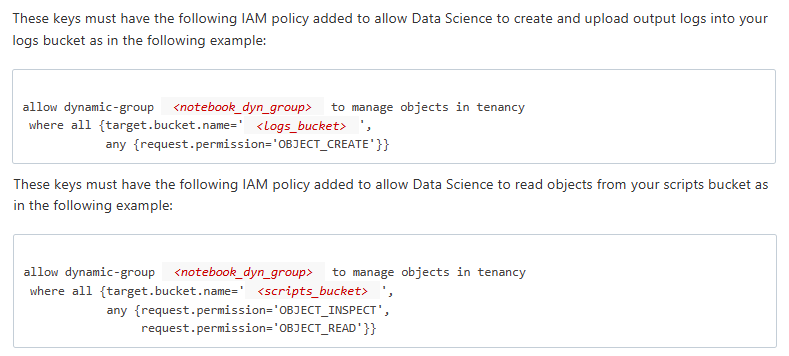 These keys must have the following IAM policy added to allow Data Science to create and upload output logs into your
logs bucket as in the following example:
allow dynamic-group <notebook_dyn_group> to manage objects in tenancy
where all {target.bucket.name=' <logs_bucket> ',
any {request.permission='OBJECT_CREATE'}}
These keys must have the following IAM policy added to allow Data Science to read objects from your scripts bucket as
in the following example:
allow dynamic-group <notebook_dyn_group> to manage objects in tenancy
where all {target.bucket.name=' <scripts_bucket> ',
any {request.permission='OBJECT_INSPECT',
request.permission='OBJECT_READ'}}